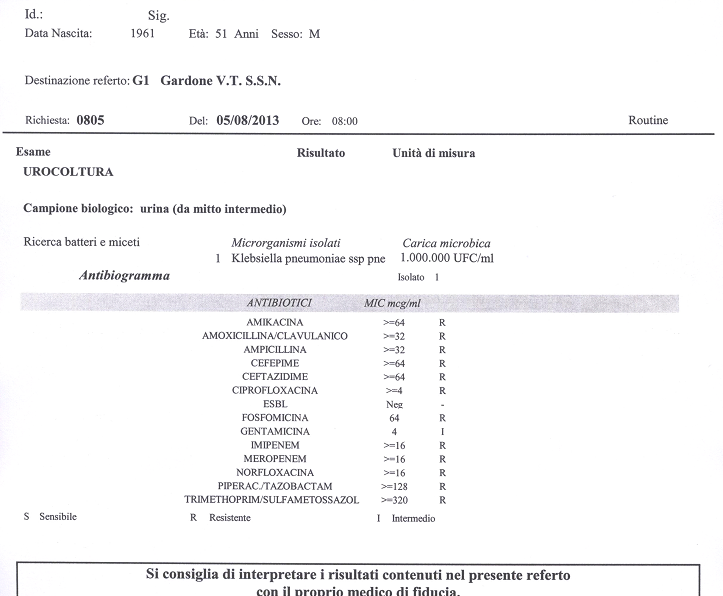 Id.: Sig.
Data Nascita: 1961 Età: 51 Anni Sesso: M
Destinazione referto: G1 Gardone V.T. S.S.N.
Richiesta: 0805 Del: 05/08/2013 Ore: 08:00 Routine
Esame Risultato Unità di misura
UROCOLTURA
Campione biologico: urina (da mitto intermedio)
Ricerca batteri e miceti Microrganismi isolati Carica microbica
1 Klebsiella pneumoniae ssp pne 1.000.000 UFC/ml
Antibiogramma Isolato 1
ANTIBIOTICI MIC mcg/ml
AMIKACINA >=64 R
AMOXICILLINA/CLAVULANICO >=32 R
AMPICILLINA >=32 R
CEFEPIME >=64 R
CEFTAZIDIME >=64 R
CIPROFLOXACINA >=4 R
ESBL Neg -
FOSFOMICINA 64 R
GENTAMICINA 4 I
IMIPENEM >=16 R
MEROPENEM >=16 R
NORFLOXACINA >=16 R
PIPERAC./TAZOBACTAM >=128 R
TRIMETHOPRIM/SULFAMETOSSAZOL >=320 R
S Sensibile R Resistente I Intermedio
Si consiglia di interpretare i risultati contenuti nel presente referto
con il proprio medico di fiducia.